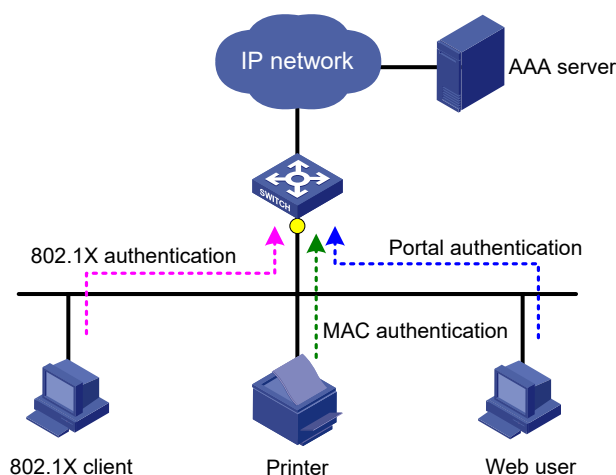 IP network
AAA server
SWITCH
802.1X authentication
Portal authentication
MAC authentication
802.1X client
Printer
Web user